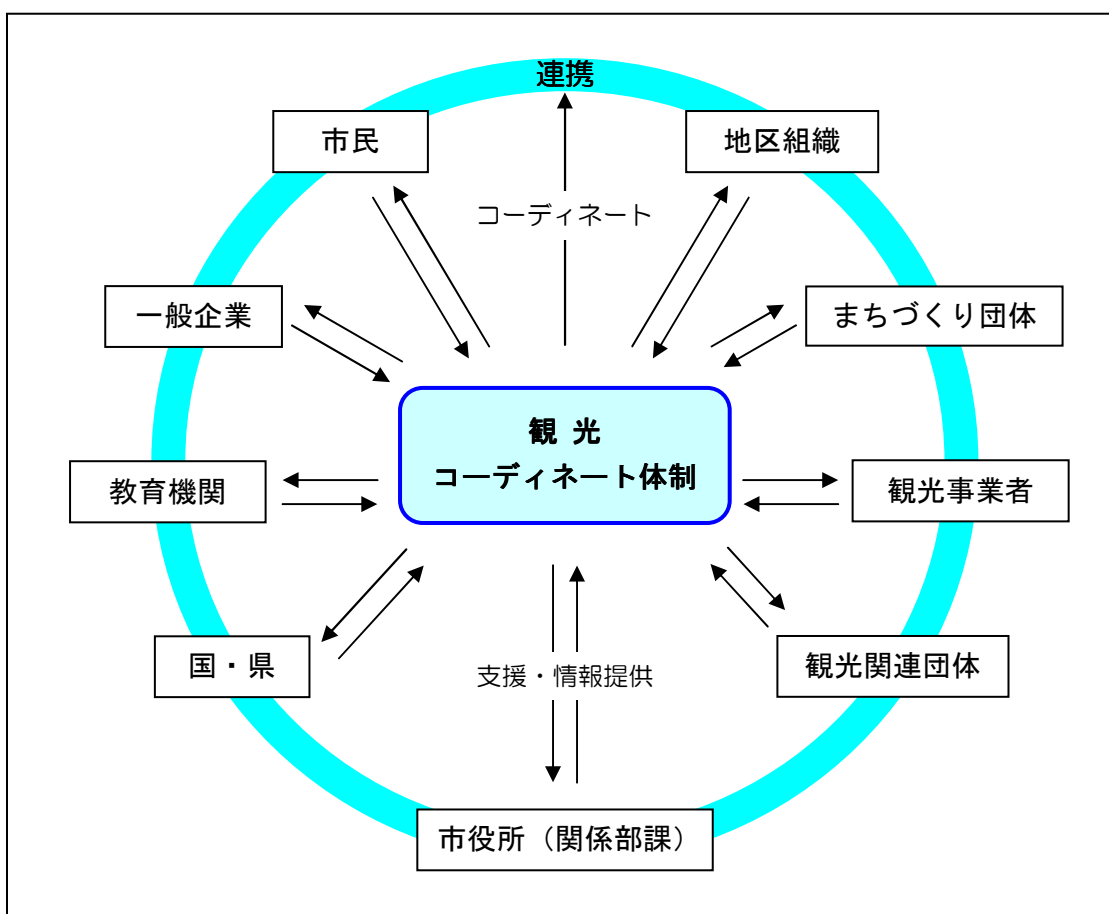 連携
市民
地区組織
コーディネート
一般企業
まちづくり団体
観 光
コーディネート体制
教育機関
観光事業者
国・県
支援・情報提供
観光関連団体
市役所（関係部課）